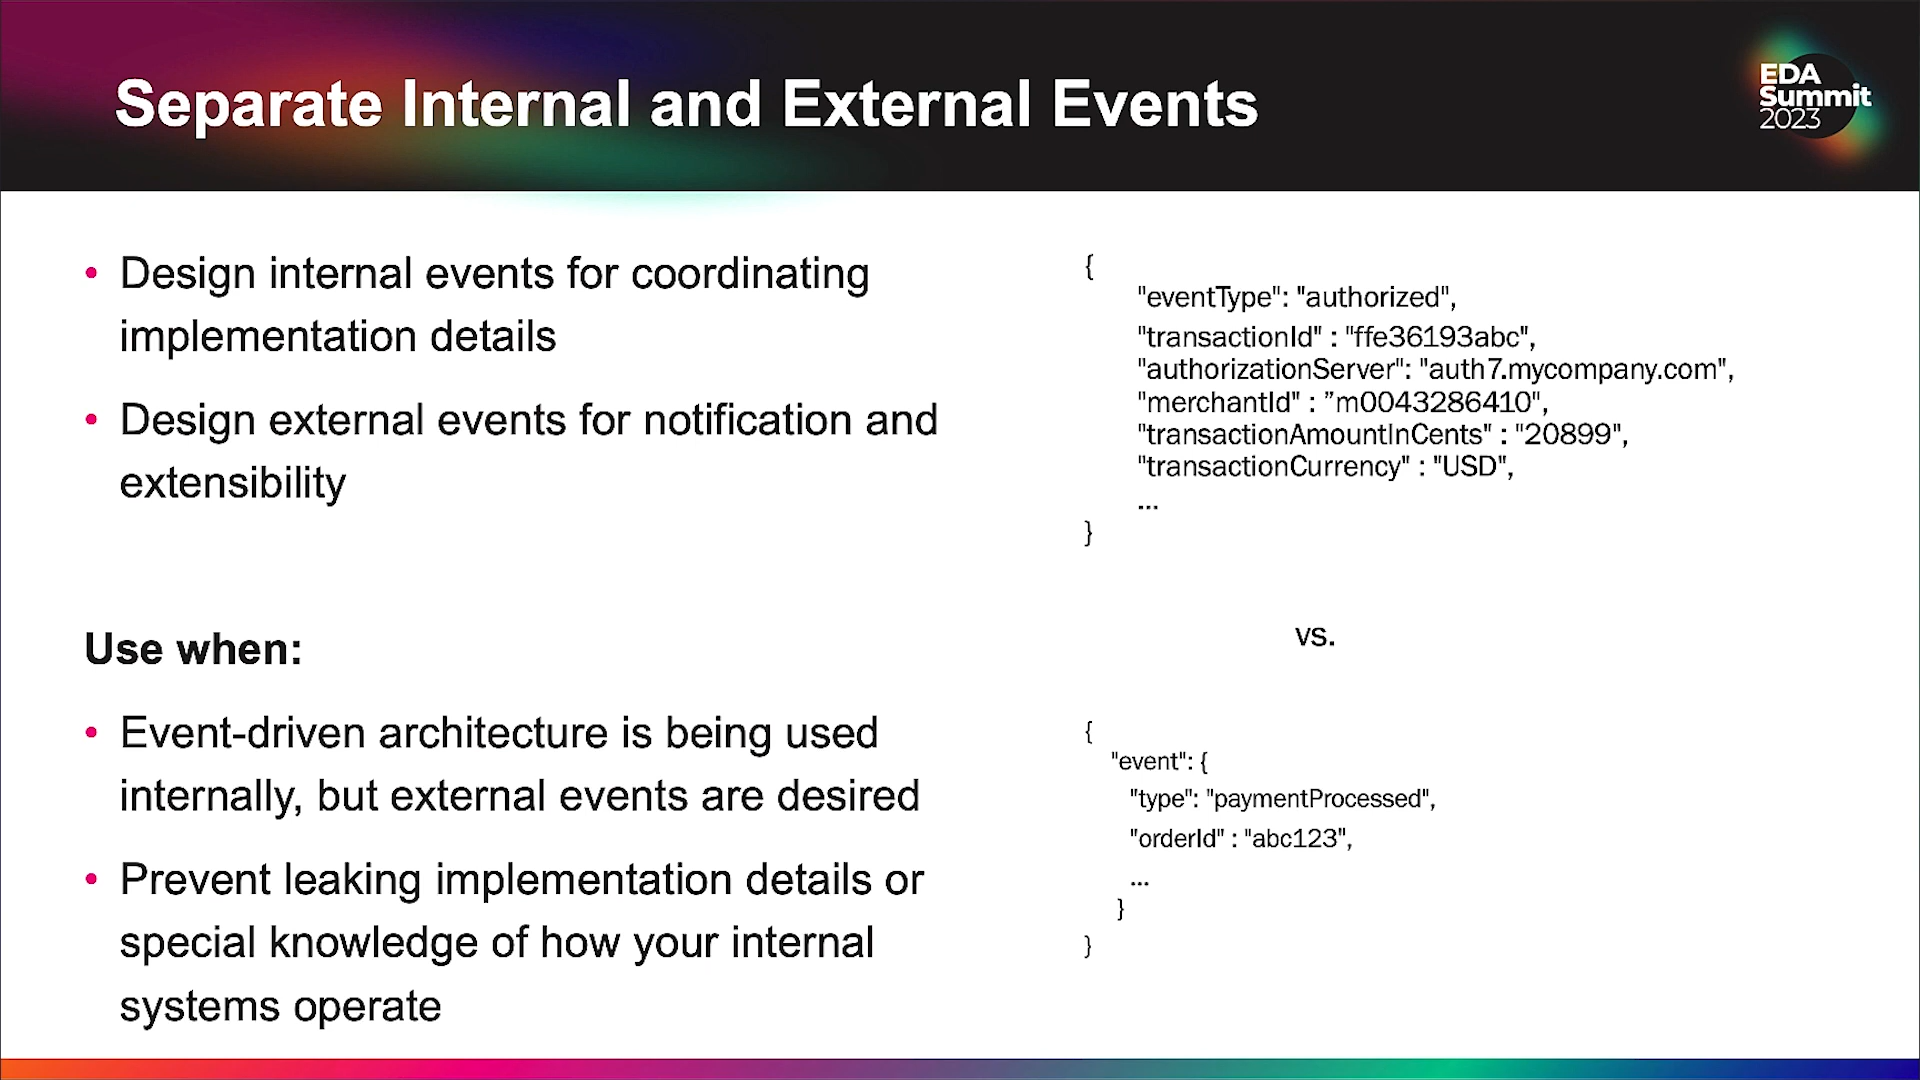 Separate Internal and External Events
EDA
Summit
2023
• Design internal events for coordinating
implementation details
• Design external events for notification and
extensibility
Use when:
• Event-driven architecture is being used
internally, but external events are desired
• Prevent leaking implementation details or
special knowledge of how your internal
systems operate
{
"eventType": "authorized",
"transactionId" : "ffe36193abc",
"authorizationServer": "auth7.mycompany.com",
"merchantId" : ”m0043286410",
"transactionAmountInCents" : "20899",
"transactionCurrency" : "USD",
...
}
vs.
{
"event": {
"type": "paymentProcessed",
"orderId" : "abc123",
...
}
}